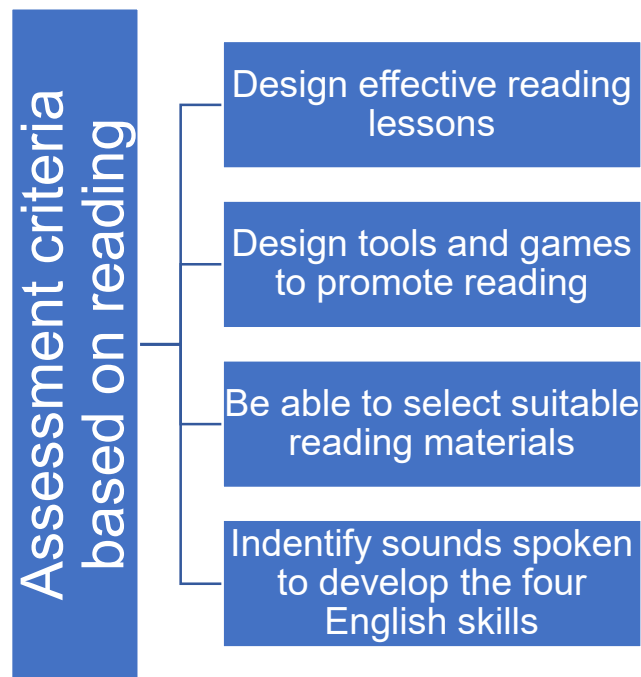 Assessment criteria
based on reading
Design effective reading
lessons
Design tools and games
to promote reading
Be able to select suitable
reading materials
Indentify sounds spoken
to develop the four
English skills